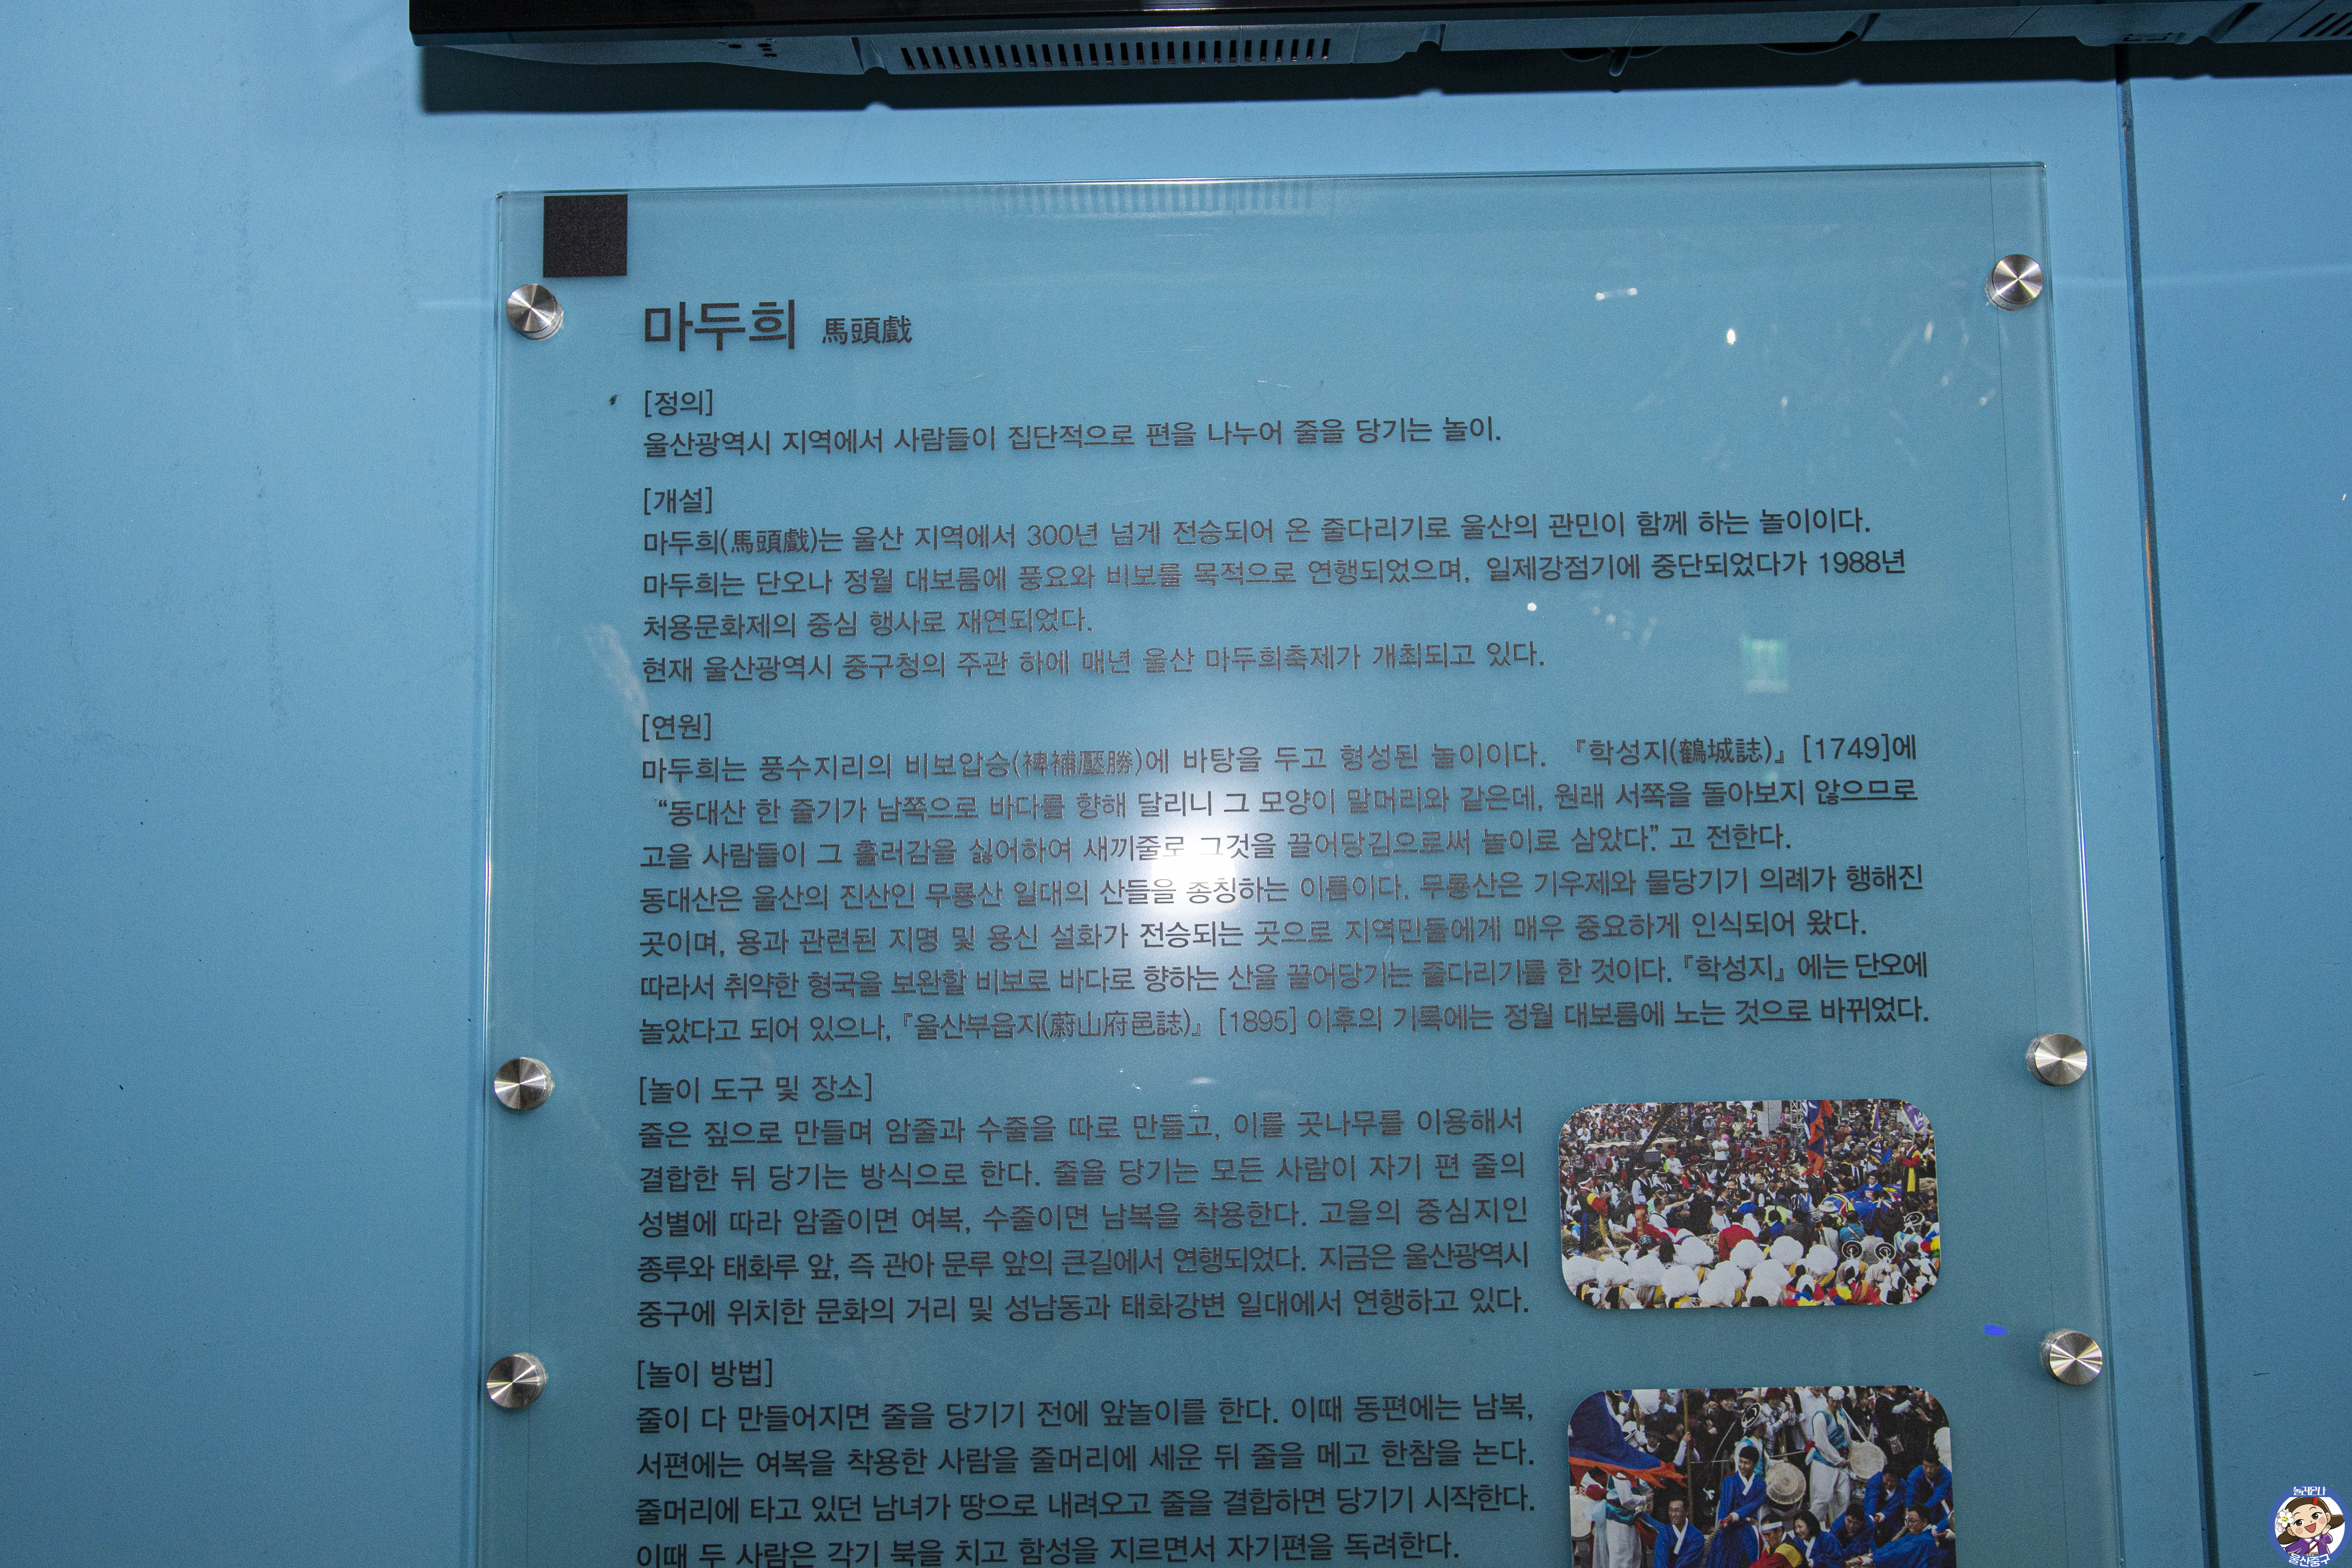 마두희 馬頭戲
[정의]
울산광역시 지역에서 사람들이 집단적으로 편을 나누어 줄을 당기는 놀이.
[개설]
마두희(馬頭戲)는 울산 지역에서 300년 넘게 전승되어 온 줄다리기로 울산의 관민이 함께 하는 놀이이다.
마두희는 단오나 정월 대보름에 풍요와 비보를 목적으로 연행되었으며, 일제강점기에 중단되었다가 1988년
처용문화제의 중심 행사로 재연되었다.
현재 울산광역시 중구청의 주관 하에 매년 울산 마두희축제가 개최되고 있다.
[연원]
마두희는 풍수지리의 비보압승(裨補壓勝)에 바탕을 두고 형성된 놀이이다. 『학성지(鶴城誌)』[1749]에
“동대산 한 줄기가 남쪽으로 바다를 향해 달리니 그 모양이 말머리와 같은데, 원래 서쪽을 돌아보지 않으므로
고을 사람들이 그 흘러감을 싫어하여 새끼줄로 그것을 끌어당김으로써 놀이로 삼았다.”고 전한다.
동대산은 울산의 진산인 무룡산 일대의 산들을 총칭하는 이름이다. 무룡산은 기우제와 물당기기 의례가 행해진
곳이며, 용과 관련된 지명 및 용신 설화가 전승되는 곳으로 지역민들에게 매우 중요하게 인식되어 왔다.
따라서 취약한 형국을 보완할 비보로 바다로 향하는 산을 끌어당기는 줄다리기를 한 것이다.『학성지』에는 단오에
놀았다고 되어 있으나,『울산부읍지(蔚山府邑誌)』[1895] 이후의 기록에는 정월 대보름에 노는 것으로 바뀌었다.
[놀이 도구 및 장소]
줄은 짚으로 만들며 암줄과 수줄을 따로 만들고, 이를 곳나무를 이용해서
결합한 뒤 당기는 방식으로 한다. 줄을 당기는 모든 사람이 자기 편 줄의
성별에 따라 암줄이면 여복, 수줄이면 남복을 착용한다. 고을의 중심지인
종루와 태화루 앞, 즉 관아 문루 앞의 큰길에서 연행되었다. 지금은 울산광역시
중구에 위치한 문화의 거리 및 성남동과 태화강변 일대에서 연행하고 있다.
[놀이 방법]
줄이 다 만들어지면 줄을 당기기 전에 앞놀이를 한다. 이때 동편에는 남복,
서편에는 여복을 착용한 사람을 줄머리에 세운 뒤 줄을 메고 한참을 논다.
줄머리에 타고 있던 남녀가 땅으로 내려오고 줄을 결합하면 당기기 시작한다.
이때 두 사람은 각기 북을 치고 함성을 지르면서 자기편을 독려한다.
눌러온나
울산중구